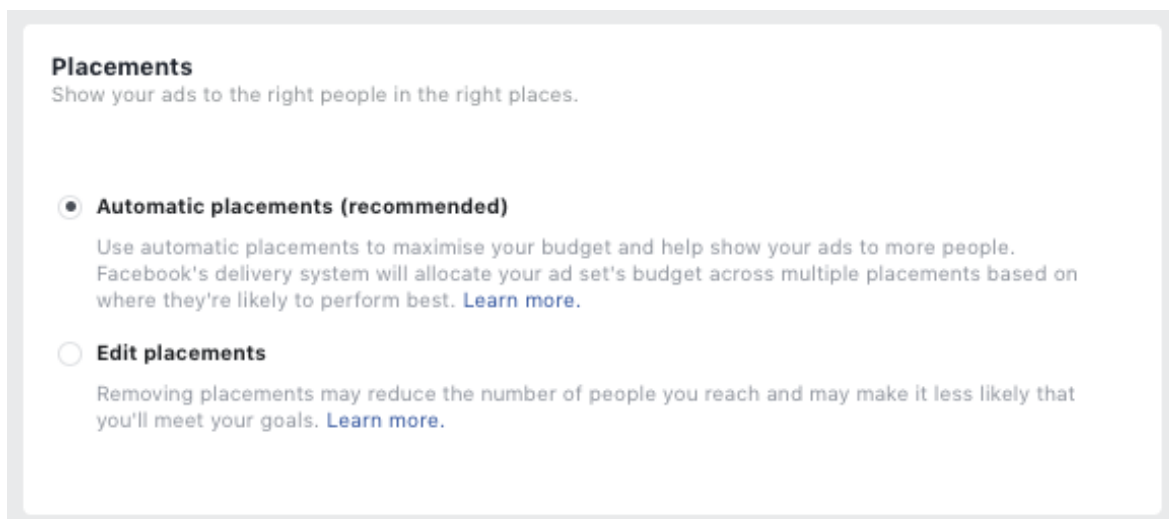 Placements
Show your ads to the right people in the right places.
Automatic placements (recommended)
Use automatic placements to maximise your budget and help show your ads to more people.
Facebook's delivery system will allocate your ad set's budget across multiple placements based on
where they're likely to perform best. Learn more.
Edit placements
Removing placements may reduce the number of people you reach and may make it less likely that
you'll meet your goals. Learn more.